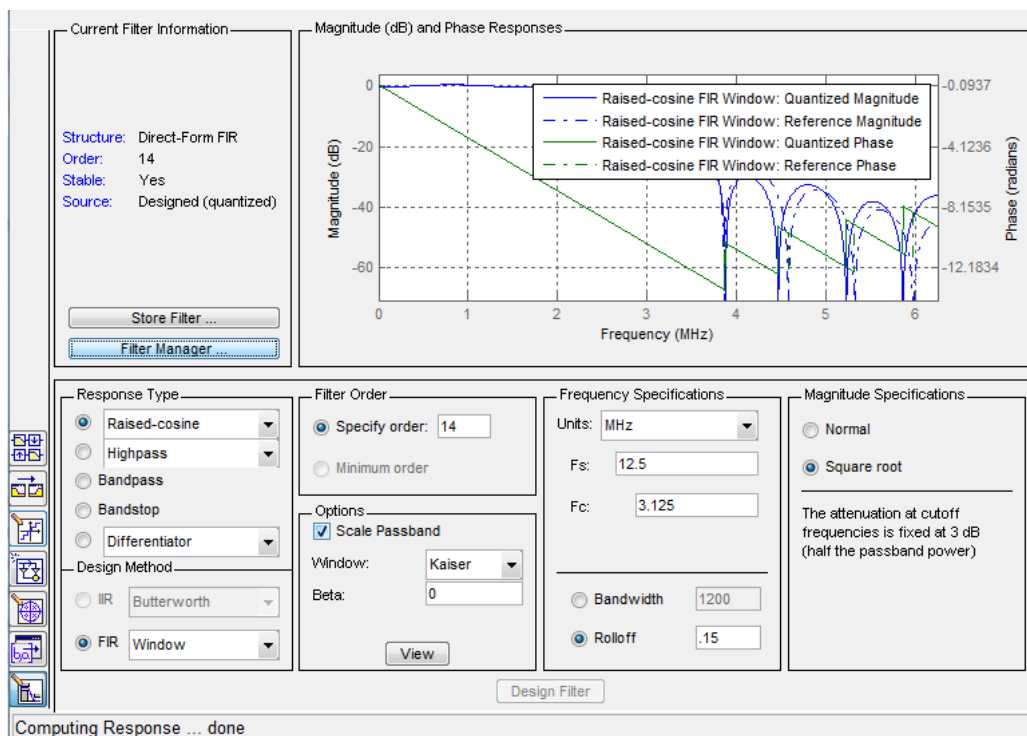 Current Filter Information
Structure: Direct-Form FIR
Order: 14
Stable: Yes
Source: Designed (quantized)
Store Filter ...
Filter Manager ...
Magnitude (dB) and Phase Responses
Magnitude (dB)
0
-20
-40
-60
Raised-cosine FIR Window: Quantized Magnitude
Raised-cosine FIR Window: Reference Magnitude
Raised-cosine FIR Window: Quantized Phase
Raised-cosine FIR Window: Reference Phase
-0.0937
-4.1236
-8.1535
-12.1834
Phase (radians)
0 1 2 3 4 5 6
Frequency (MHz)
Response Type
Raised-cosine
Highpass
Bandpass
Bandstop
Differentiator
Design Method
IIR Butterworth
FIR Window
Filter Order
Specify order: 14
Minimum order
Options
Scale Passband
Window: Kaiser
Beta: 0
View
Frequency Specifications
Units: MHz
Fs: 12.5
Fc: 3.125
Bandwidth 1200
Rolloff .15
Magnitude Specifications
Normal
Square root
The attenuation at cutoff
frequencies is fixed at 3 dB
(half the passband power)
Design Filter
Computing Response ... done